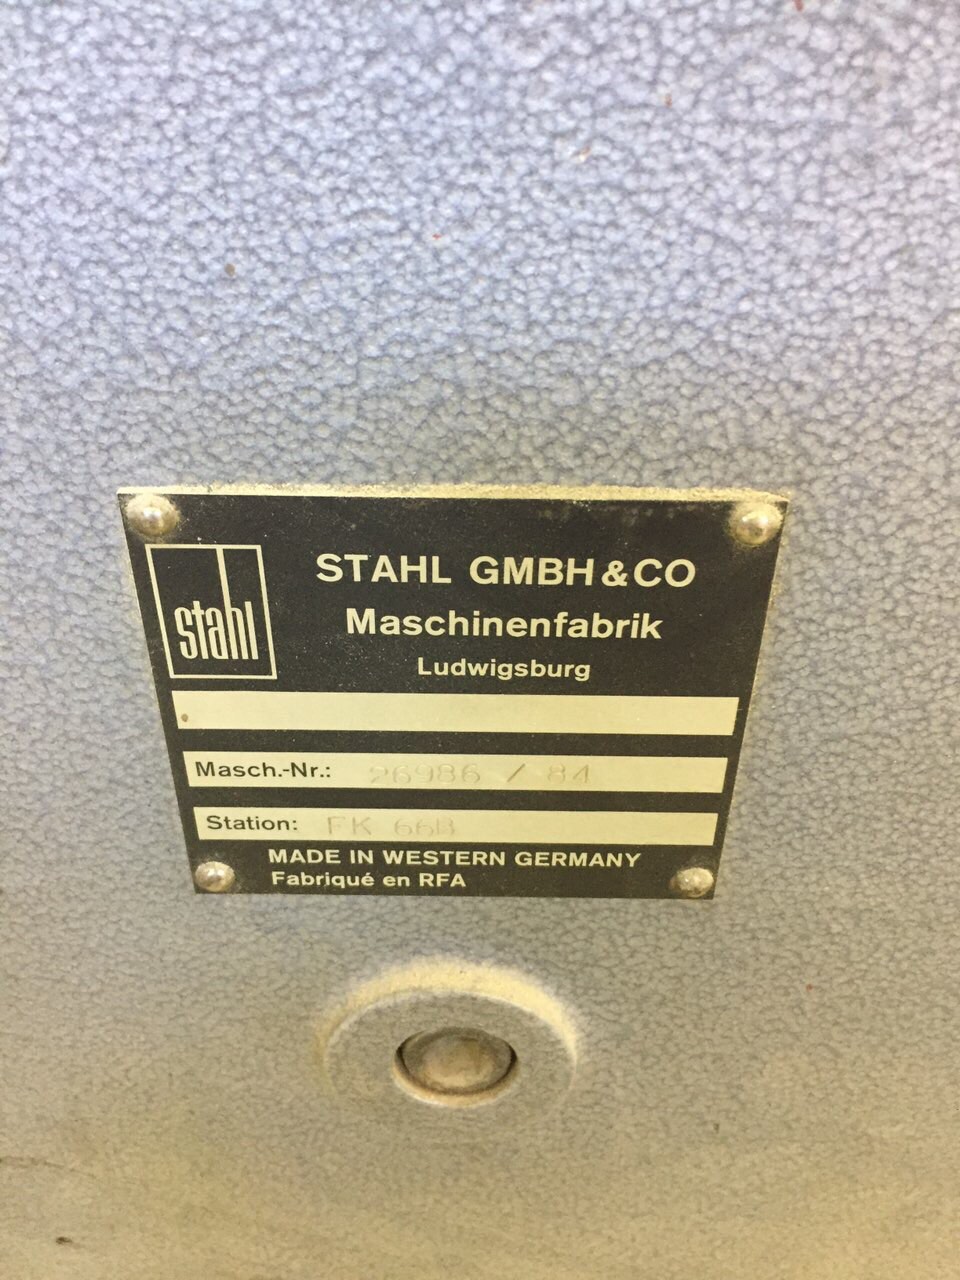 stahl
STAHL GMBH & CO
Maschinenfabrik
Ludwigsburg
Masch.-Nr.: 26986 / 84
Station: FK 66B
MADE IN WESTERN GERMANY
Fabriqué en RFA